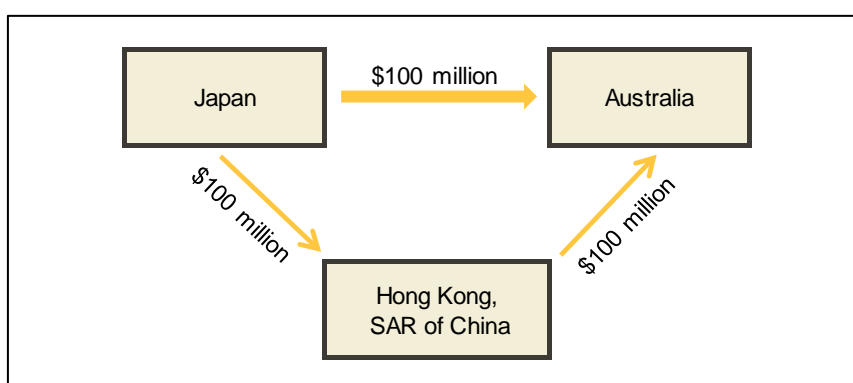 $100 million
Japan
Australia
$100 million
$100 million
Hong Kong,
SAR of China